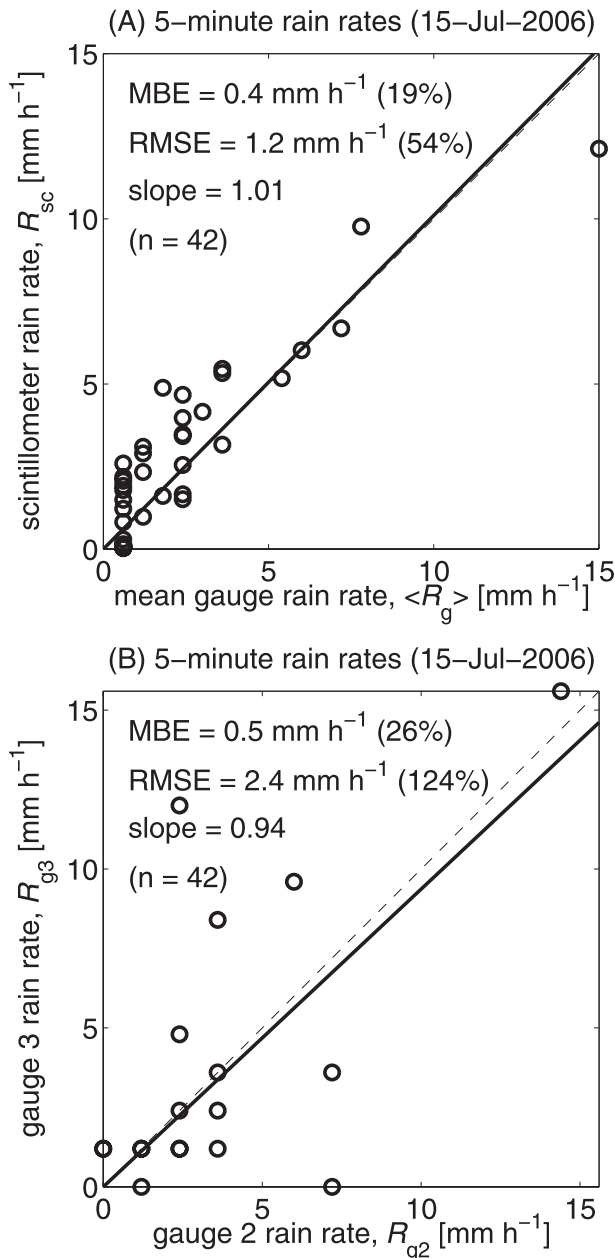 (A) 5−minute rain rates (15−Jul−2006)
15
MBE = 0.4 mm h⁻¹ (19%)
RMSE = 1.2 mm h⁻¹ (54%)
slope = 1.01
(n = 42)
10
5
0
scintillometer rain rate, R_sc [mm h⁻¹]
0 5 10 15
mean gauge rain rate, <R_g> [mm h⁻¹]
(B) 5−minute rain rates (15−Jul−2006)
15
MBE = 0.5 mm h⁻¹ (26%)
RMSE = 2.4 mm h⁻¹ (124%)
slope = 0.94
(n = 42)
10
5
0
gauge 3 rain rate, R_g3 [mm h⁻¹]
0 5 10 15
gauge 2 rain rate, R_g2 [mm h⁻¹]